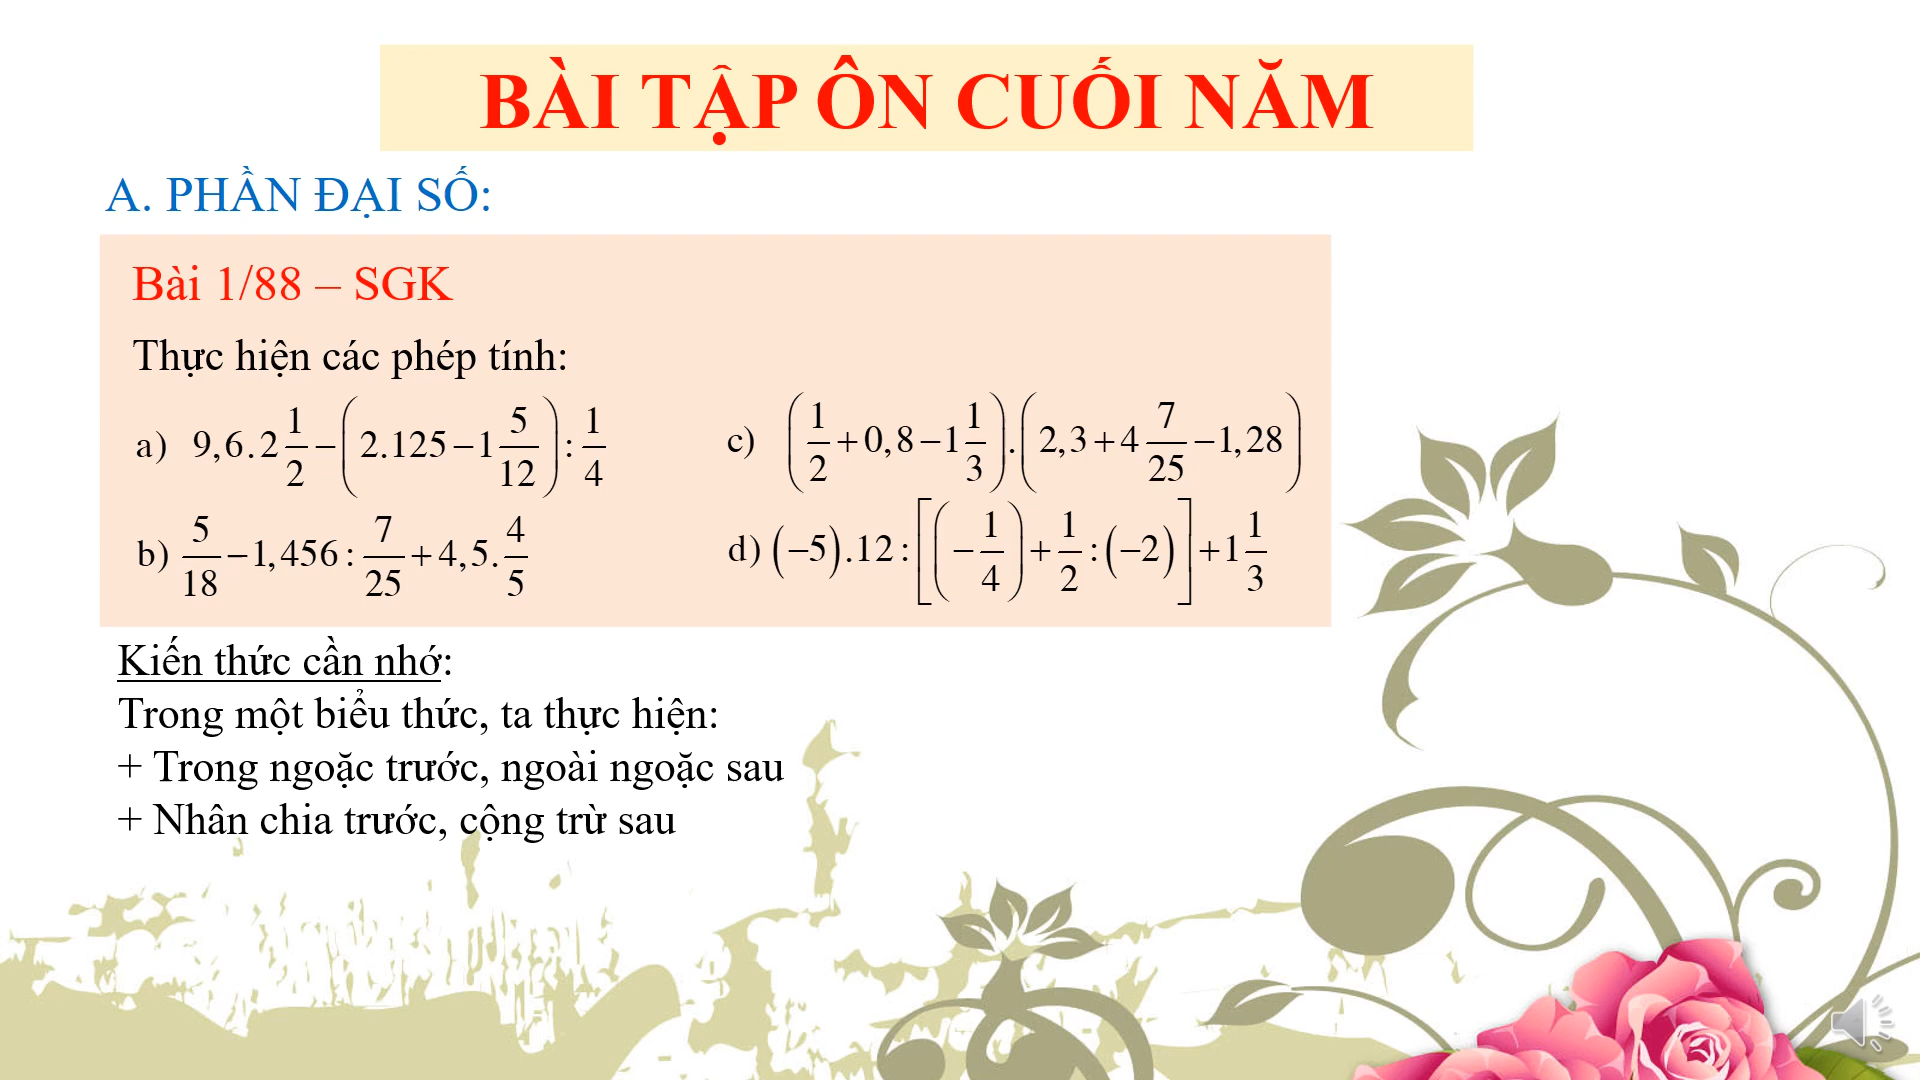 BÀI TẬP ÔN CUỐI NĂM
A. PHẦN ĐẠI SỐ:
Bài 1/88 – SGK
Thực hiện các phép tính:
a) 9,6.2 1/2 − (2.125 − 1 5/12) : 1/4
b) 5/18 − 1,456 : 7/25 + 4,5 . 4/5
c) (1/2 + 0,8 − 1 1/3) . (2,3 + 4 7/25 − 1,28)
d) (−5).12 : [(−1/4) + 1/2 : (−2)] + 1 1/3
Kiến thức cần nhớ:
Trong một biểu thức, ta thực hiện:
+ Trong ngoặc trước, ngoài ngoặc sau
+ Nhân chia trước, cộng trừ sau